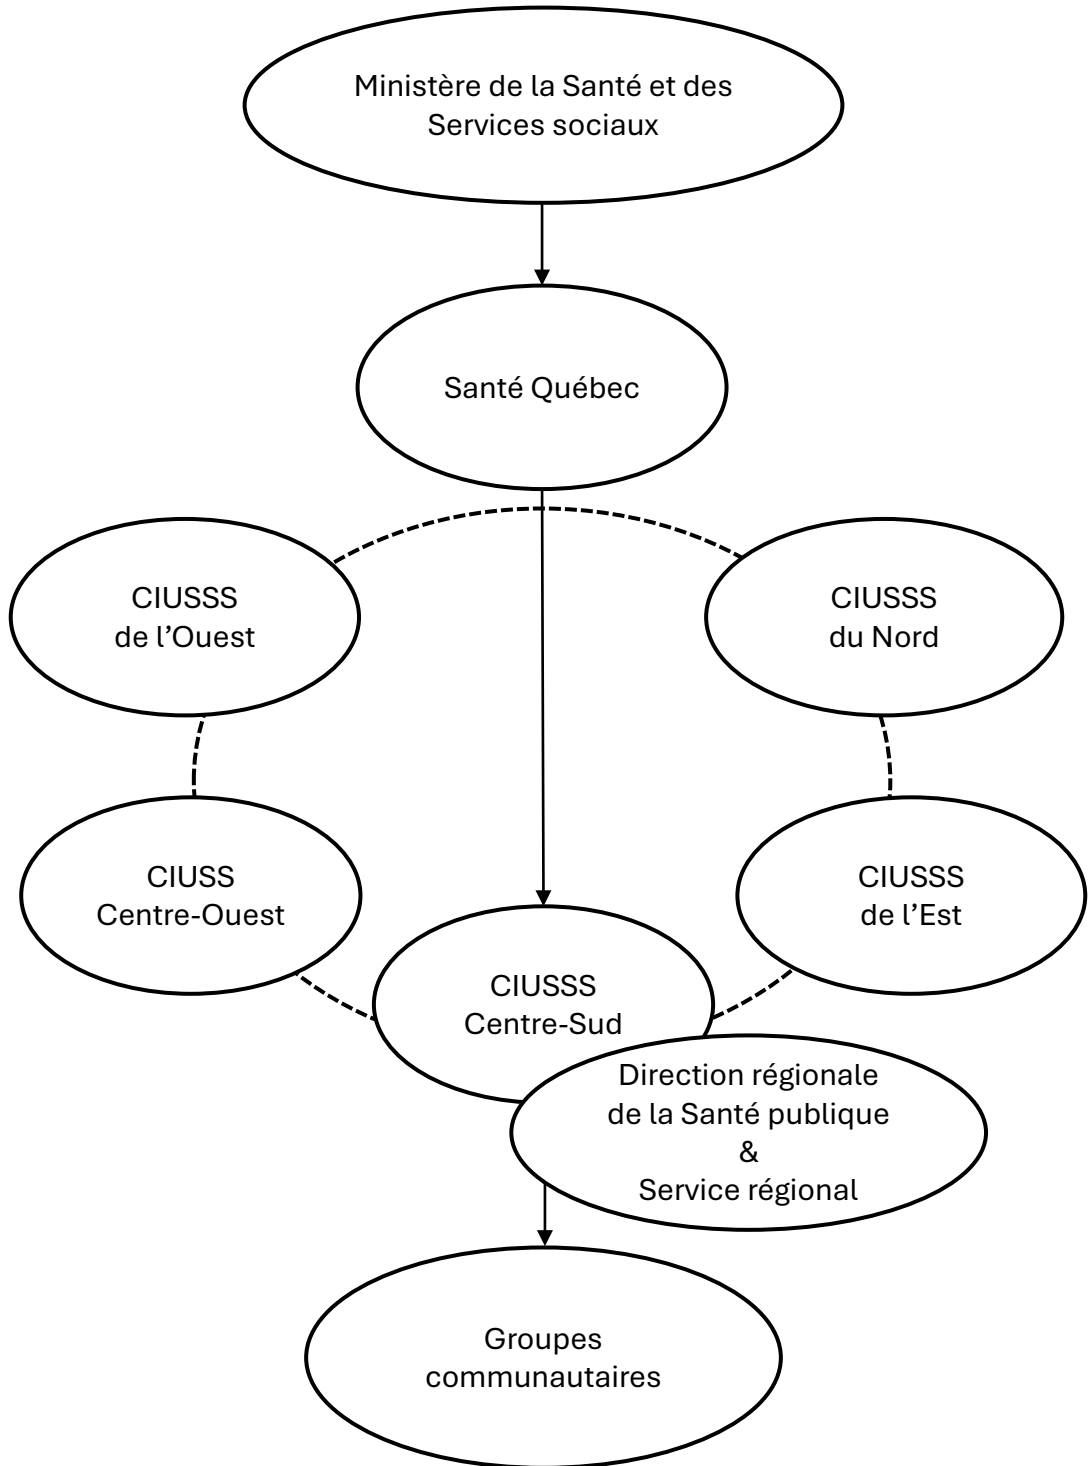 Ministère de la Santé et des
Services sociaux
Santé Québec
CIUSSS
de l’Ouest
CIUSSS
du Nord
CIUSS
Centre-Ouest
CIUSSS
de l’Est
CIUSSS
Centre-Sud
Direction régionale
de la Santé publique
&
Service régional
Groupes
communautaires